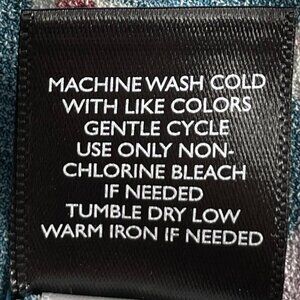 MACHINE WASH COLD
WITH LIKE COLORS
GENTLE CYCLE
USE ONLY NON-
CHLORINE BLEACH
IF NEEDED
TUMBLE DRY LOW
WARM IRON IF NEEDED